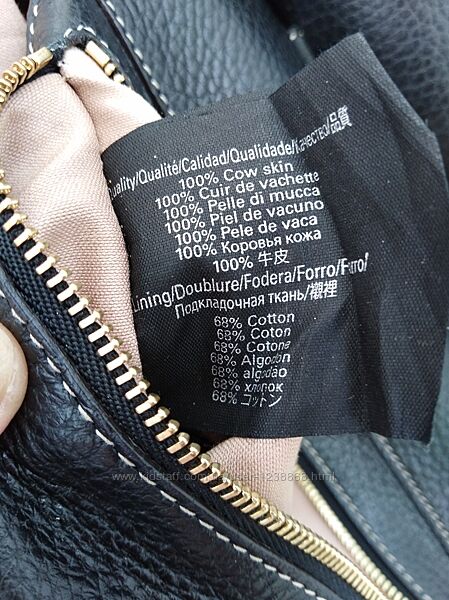 uality/Qualité/Calidad/Qualidade/Качество/品質
100% Cow skin
100% Cuir de vachette
100% Pelle di mucca
100% Piel de vacuno
100% Pele de vaca
100% Коровья кожа
100% 牛皮
Lining/Doublure/Fodera/Forro/Forro/
Подкладочная ткань/襯裡
68% Cotton
68% Coton
68% Cotone
68% Algodón
68% algodão
68% хлопок
68% コットン